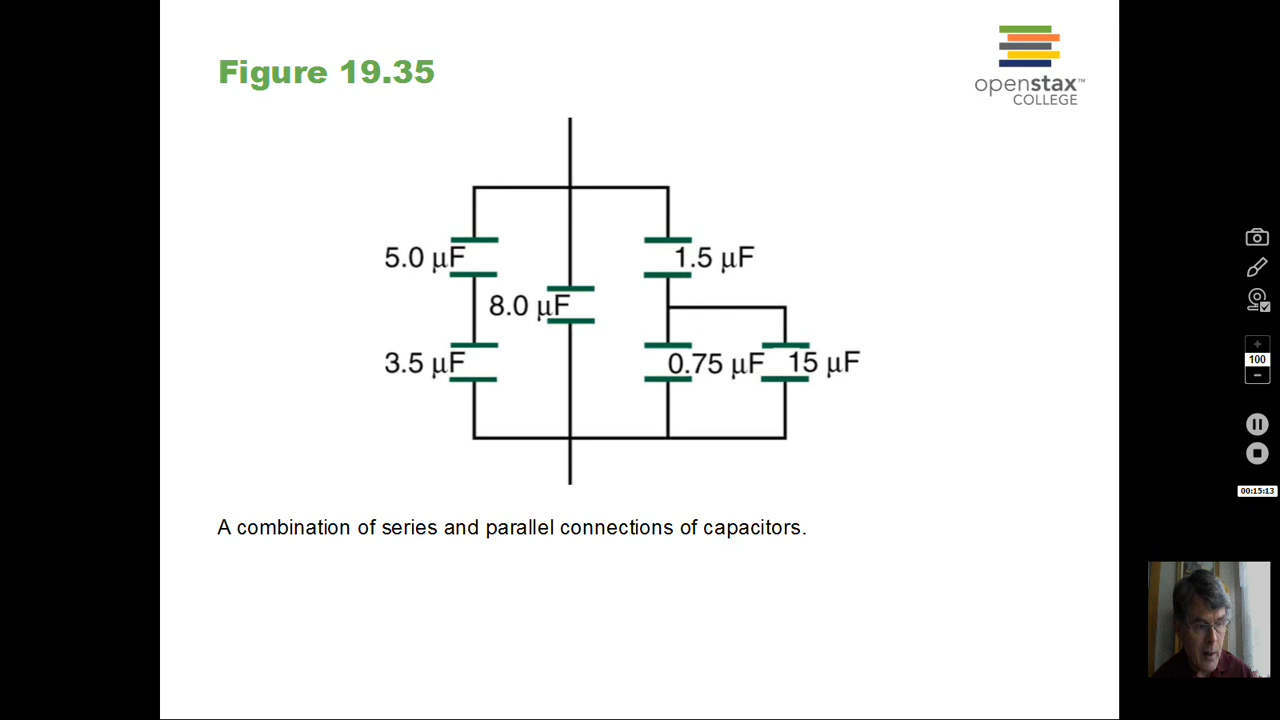 Figure 19.35
openstax™
COLLEGE
5.0 µF
1.5 µF
8.0 µF
3.5 µF
0.75 µF
15 µF
A combination of series and parallel connections of capacitors.
+
100
−
00:15:13